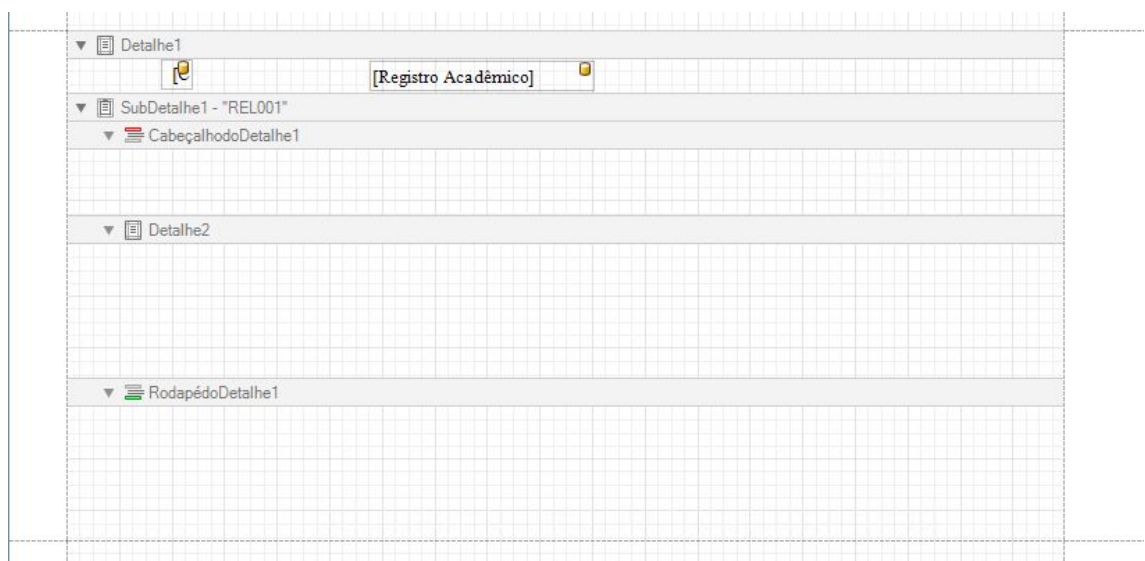 Detalhe1
[ [Registro Acadêmico]
SubDetalhe1 - "REL001"
CabeçalhodoDetalhe1
Detalhe2
RodapédoDetalhe1